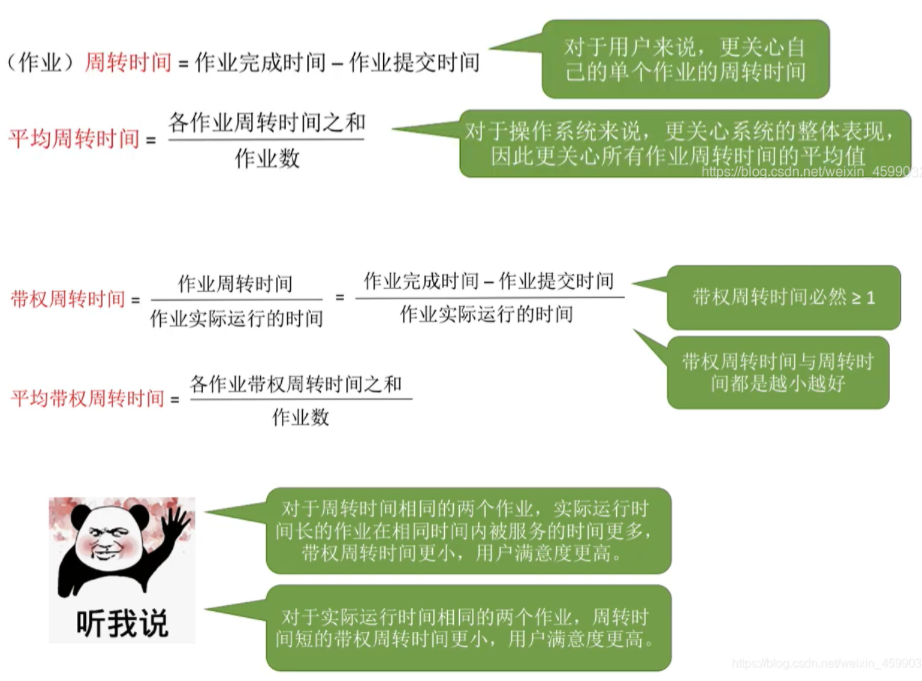 （作业）周转时间 = 作业完成时间 – 作业提交时间
对于用户来说，更关心自
己的单个作业的周转时间
平均周转时间 =
各作业周转时间之和
作业数
对于操作系统来说，更关心系统的整体表现，
因此更关心所有作业周转时间的平均值
https://blog.csdn.net/weixin_459903
带权周转时间 =
作业周转时间
作业实际运行的时间
=
作业完成时间 – 作业提交时间
作业实际运行的时间
带权周转时间必然 ≥ 1
带权周转时间与周转时
间都是越小越好
平均带权周转时间 =
各作业带权周转时间之和
作业数
对于周转时间相同的两个作业，实际运行时
间长的作业在相同时间内被服务的时间更多，
带权周转时间更小，用户满意度更高。
听我说
对于实际运行时间相同的两个作业，周转时
间短的带权周转时间更小，用户满意度更高。
https://blog.csdn.net/weixin_459903